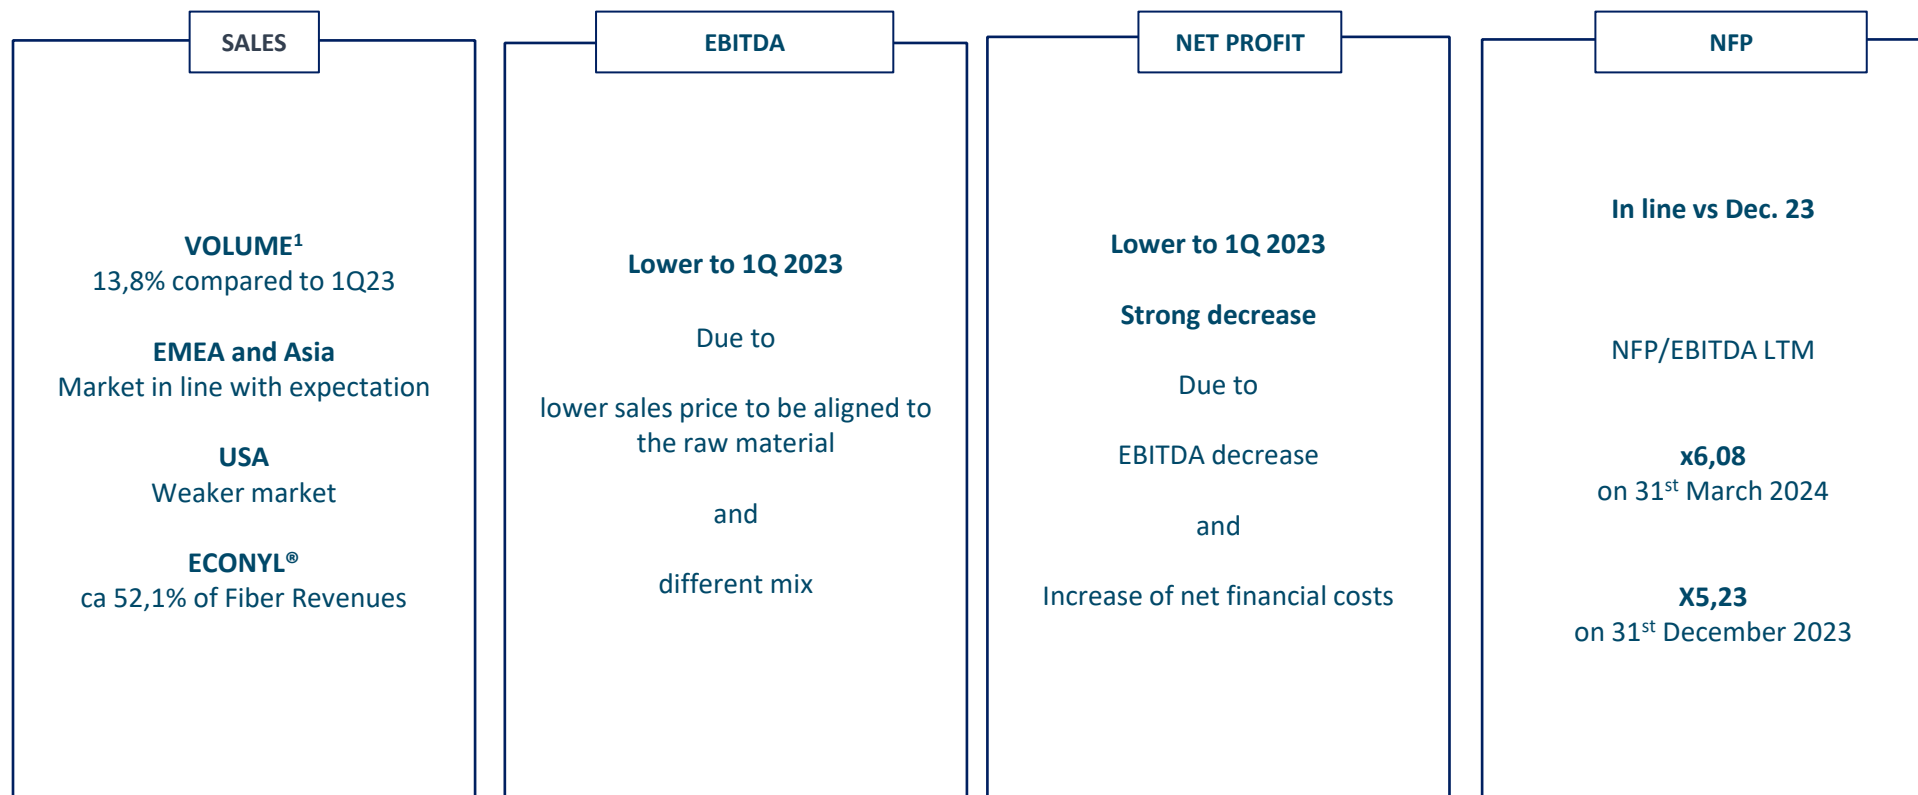 SALES
VOLUME¹
13,8% compared to 1Q23
EMEA and Asia
Market in line with expectation
USA
Weaker market
ECONYL®
ca 52,1% of Fiber Revenues
EBITDA
Lower to 1Q 2023
Due to
lower sales price to be aligned to
the raw material
and
different mix
NET PROFIT
Lower to 1Q 2023
Strong decrease
Due to
EBITDA decrease
and
Increase of net financial costs
NFP
In line vs Dec. 23
NFP/EBITDA LTM
x6,08
on 31st March 2024
X5,23
on 31st December 2023